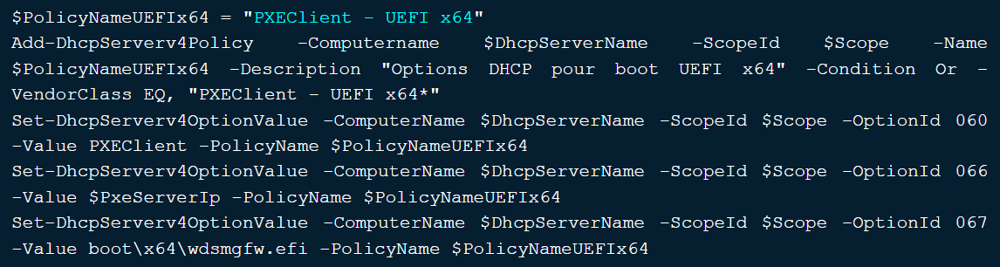 $PolicyNameUEFIx64 = "PXEClient – UEFI x64"
Add-DhcpServerv4Policy -Computername $DhcpServerName -ScopeId $Scope -Name
$PolicyNameUEFIx64 -Description "Options DHCP pour boot UEFI x64" -Condition Or -
VendorClass EQ, "PXEClient – UEFI x64*"
Set-DhcpServerv4OptionValue -ComputerName $DhcpServerName -ScopeId $Scope -OptionId 060
-Value PXEClient -PolicyName $PolicyNameUEFIx64
Set-DhcpServerv4OptionValue -ComputerName $DhcpServerName -ScopeId $Scope -OptionId 066
-Value $PxeServerIp -PolicyName $PolicyNameUEFIx64
Set-DhcpServerv4OptionValue -ComputerName $DhcpServerName -ScopeId $Scope -OptionId 067
-Value boot\x64\wdsmgfw.efi -PolicyName $PolicyNameUEFIx64